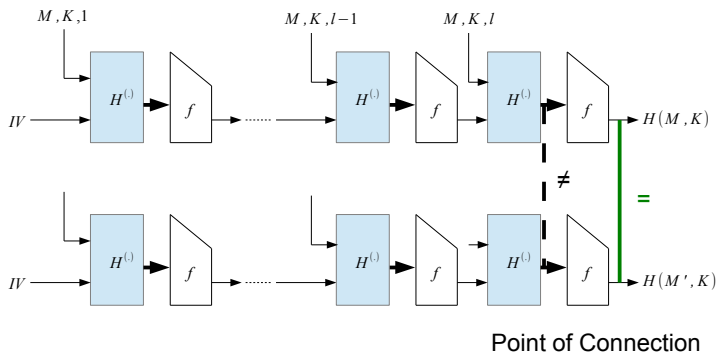 M,K,1
M,K,l−1
M,K,l
IV H^(.) f ...... H^(.) f H^(.) f H(M,K)
≠
=
IV H^(.) f ...... H^(.) f H^(.) f H(M',K)
Point of Connection